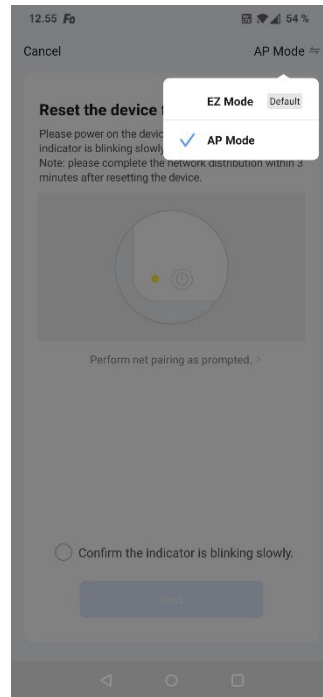 12.55 Fo 54 %
Cancel AP Mode
EZ Mode Default
AP Mode
Reset the device
Please power on the devic
indicator is blinking slowly
Note: please complete the network distribution within 3
minutes after resetting the device.
Perform net pairing as prompted. >
Confirm the indicator is blinking slowly.
Next